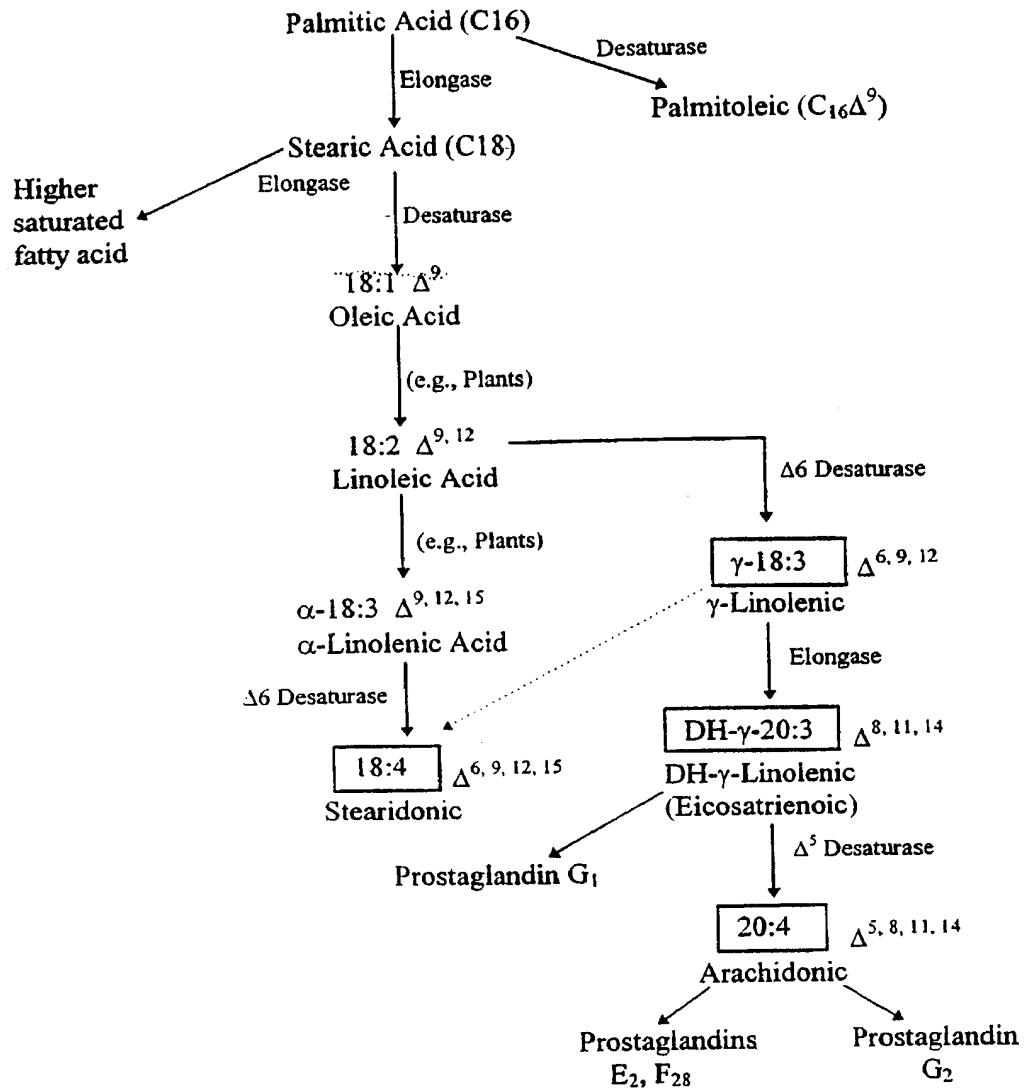 Palmitic Acid (C16)
Desaturase
Elongase
Palmitoleic (C₁₆Δ⁹)
Stearic Acid (C18)
Elongase
Higher
saturated
fatty acid
Desaturase
18:1 Δ⁹
Oleic Acid
(e.g., Plants)
18:2 Δ⁹, ¹²
Linoleic Acid
Δ6 Desaturase
(e.g., Plants)
γ-18:3 Δ⁶, ⁹, ¹²
γ-Linolenic
α-18:3 Δ⁹, ¹², ¹⁵
α-Linolenic Acid
Elongase
Δ6 Desaturase
DH-γ-20:3 Δ⁸, ¹¹, ¹⁴
DH-γ-Linolenic
(Eicosatrienoic)
18:4 Δ⁶, ⁹, ¹², ¹⁵
Stearidonic
Δ⁵ Desaturase
Prostaglandin G₁
20:4 Δ⁵, ⁸, ¹¹, ¹⁴
Arachidonic
Prostaglandins
E₂, F₂₈
Prostaglandin
G₂